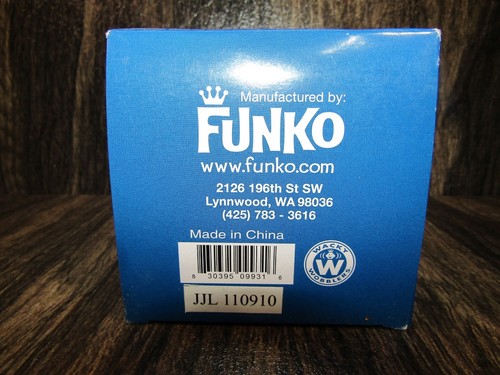 Manufactured by:
FUNKO
www.funko.com
2126 196th St SW
Lynnwood, WA 98036
(425) 783 - 3616
Made in China
8 30395 09931 6
JJL 110910
WACKY
W
WOBBLERS